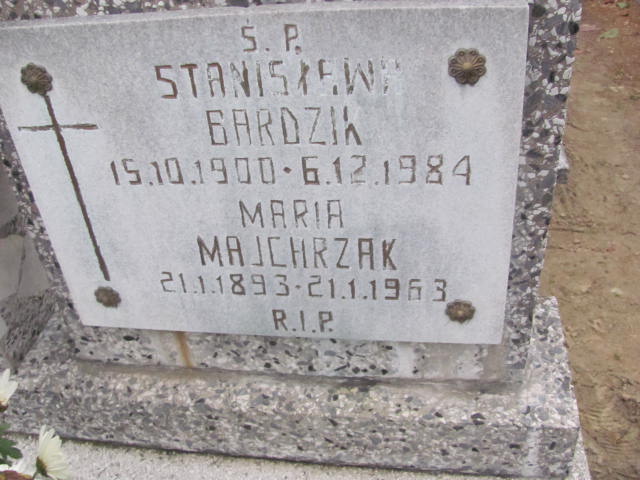 Ś. P.
STANISŁAWA
BARDZIK
15.10.1900 · 6.12.1984
MARIA
MAJCHRZAK
21.1.1893 · 21.1.1963
R.I.P.